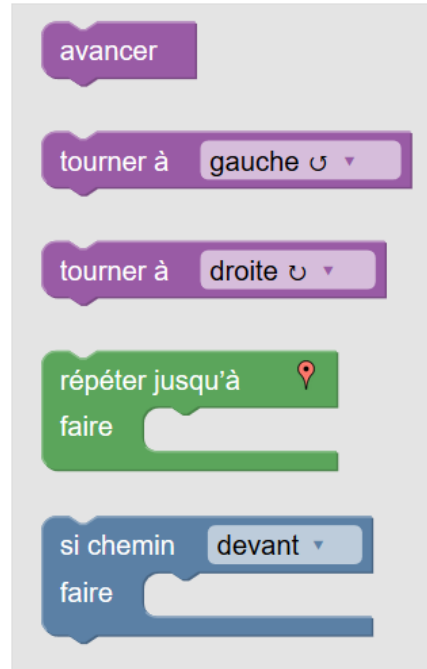 avancer
tourner à gauche ↺ ▼
tourner à droite ↻ ▼
répéter jusqu'à
faire
si chemin devant ▼
faire